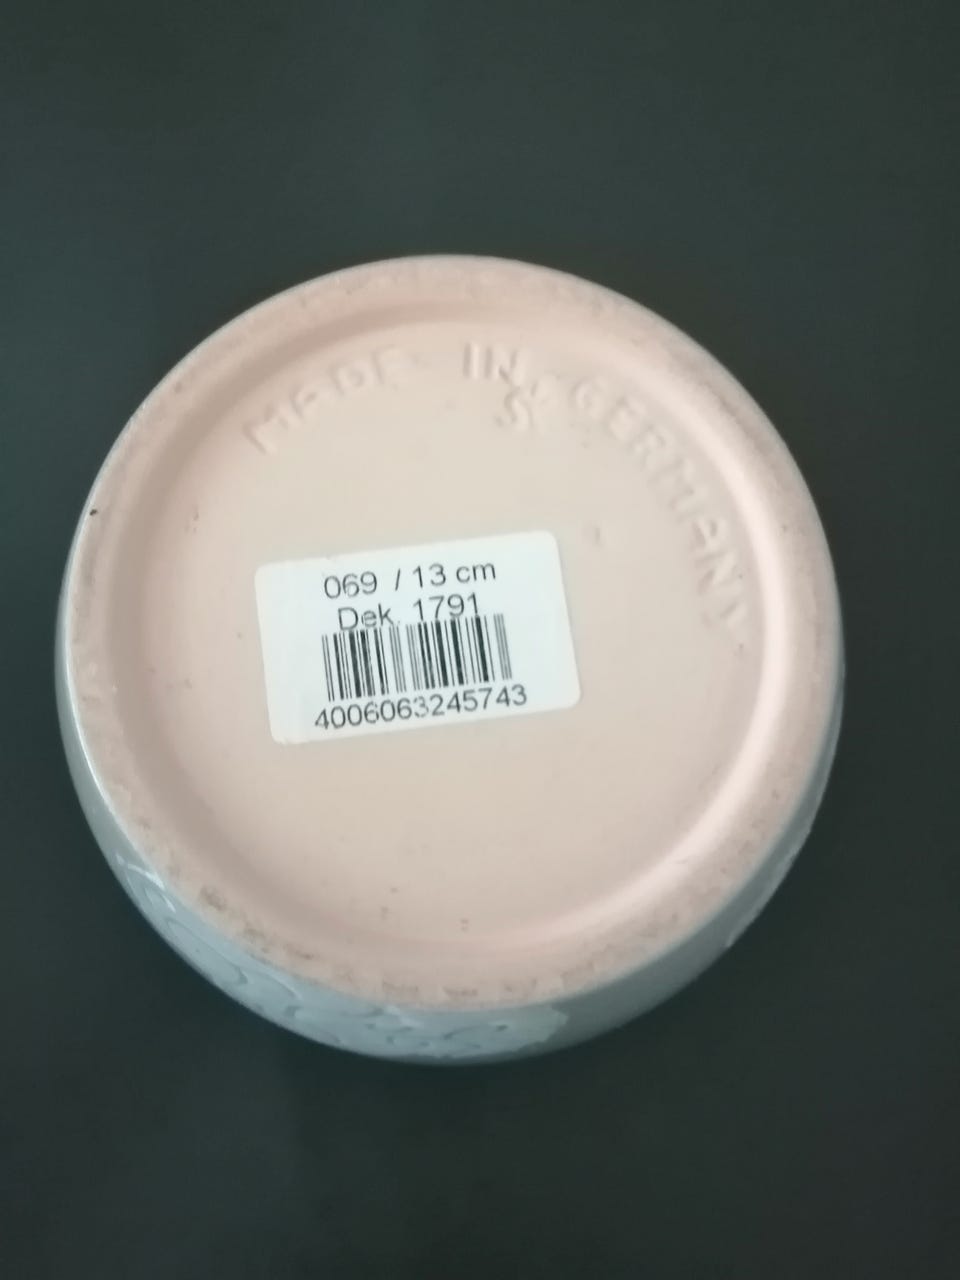 MADE IN GERMANY
S
069 / 13 cm
Dek. 1791
4006063245743